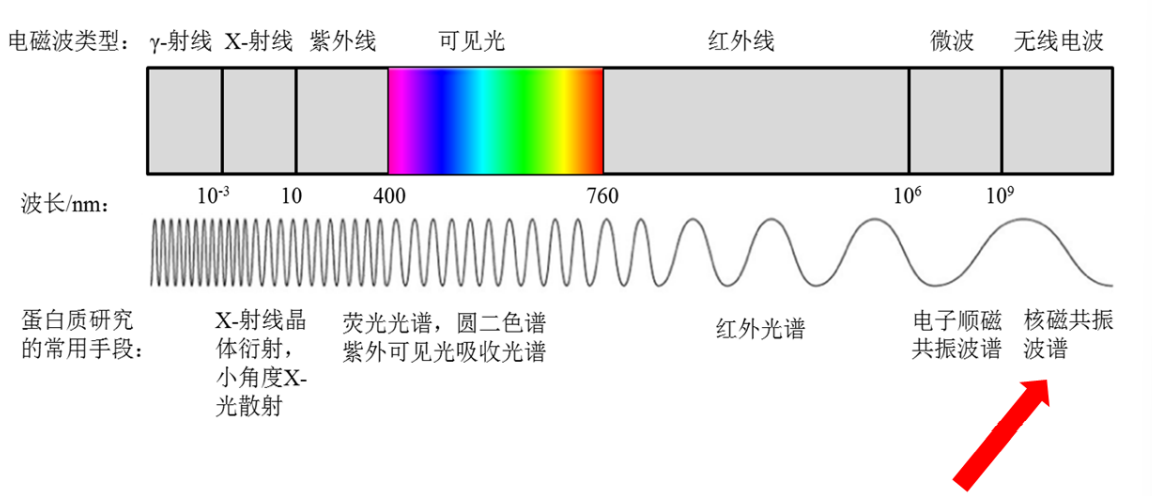 电磁波类型： γ-射线 X-射线 紫外线 可见光 红外线 微波 无线电波
波长/nm： 10-3 10 400 760 106 109
蛋白质研究
的常用手段：
X-射线晶
体衍射，
小角度X-
光散射
荧光光谱，圆二色谱
紫外可见光吸收光谱
红外光谱
电子顺磁
共振波谱
核磁共振
波谱